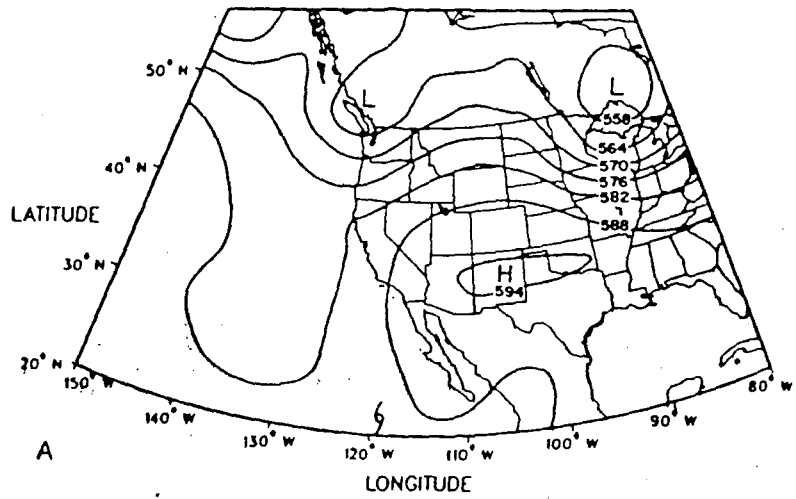 50° N
40° N
LATITUDE
30° N
20° N
150° W
140° W
130° W
120° W
110° W
100° W
90° W
80° W
LONGITUDE
A
L
L
558
564
570
576
582
588
H
594